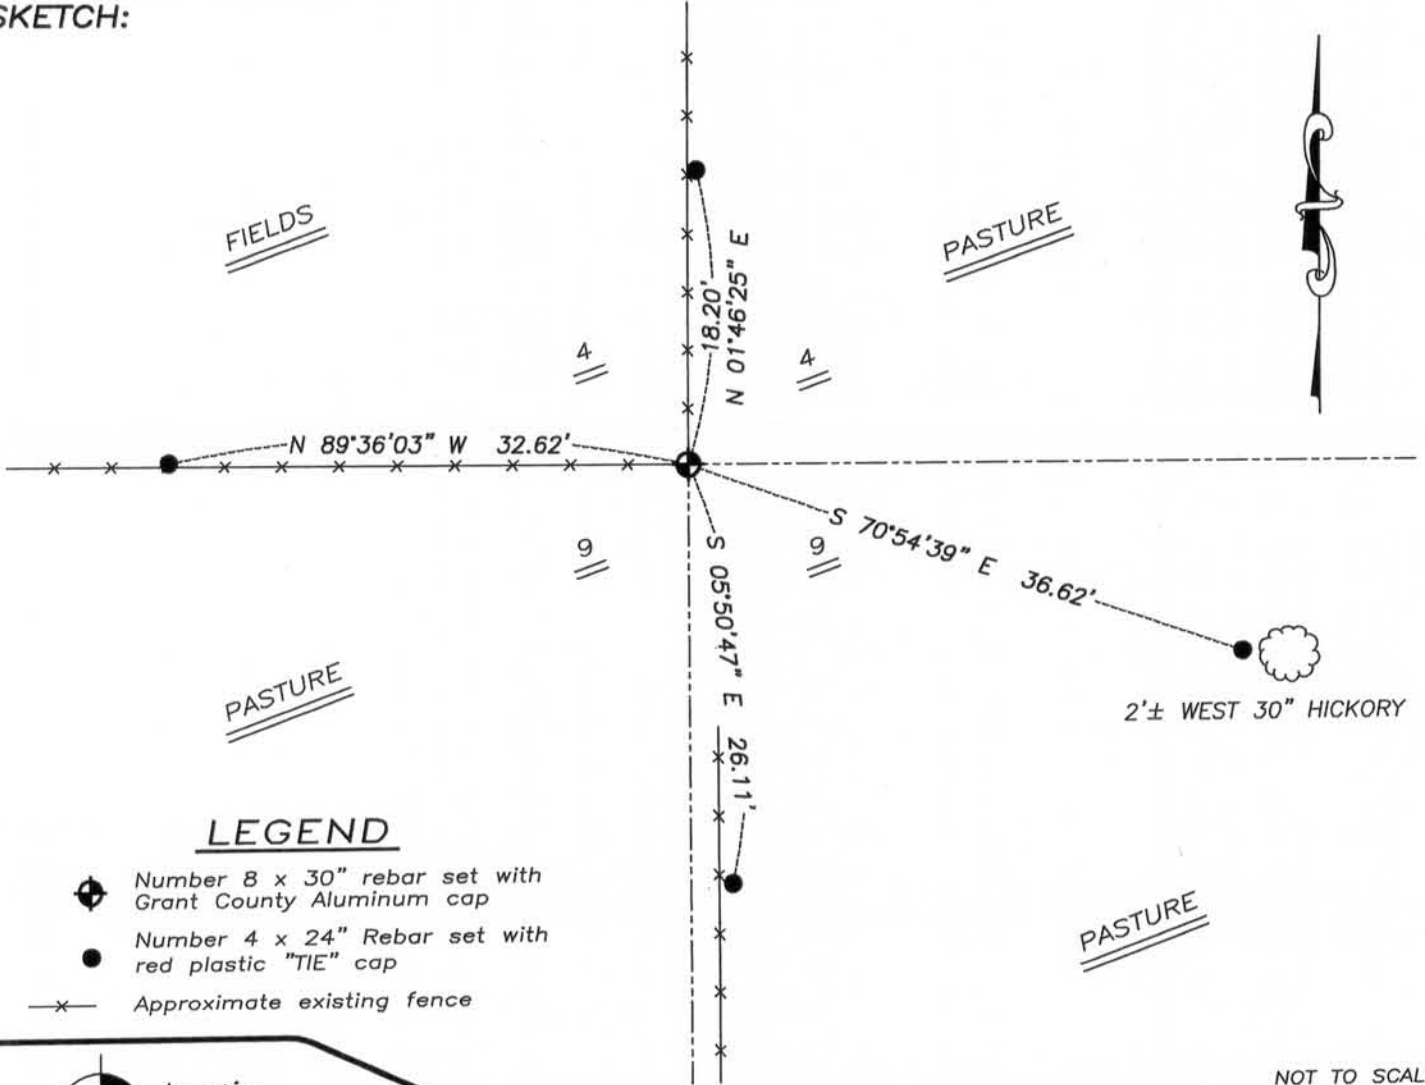 SKETCH:
FIELDS
PASTURE
18.20'
N 01°46'25" E
4
4
N 89°36'03" W 32.62'
S 70°54'39" E 36.62'
9
9
S 05°50'47" E 26.11'
PASTURE
2'± WEST 30" HICKORY
LEGEND
Number 8 x 30" rebar set with
Grant County Aluminum cap
Number 4 x 24" Rebar set with
red plastic "TIE" cap
Approximate existing fence
PASTURE
NOT TO SCAL